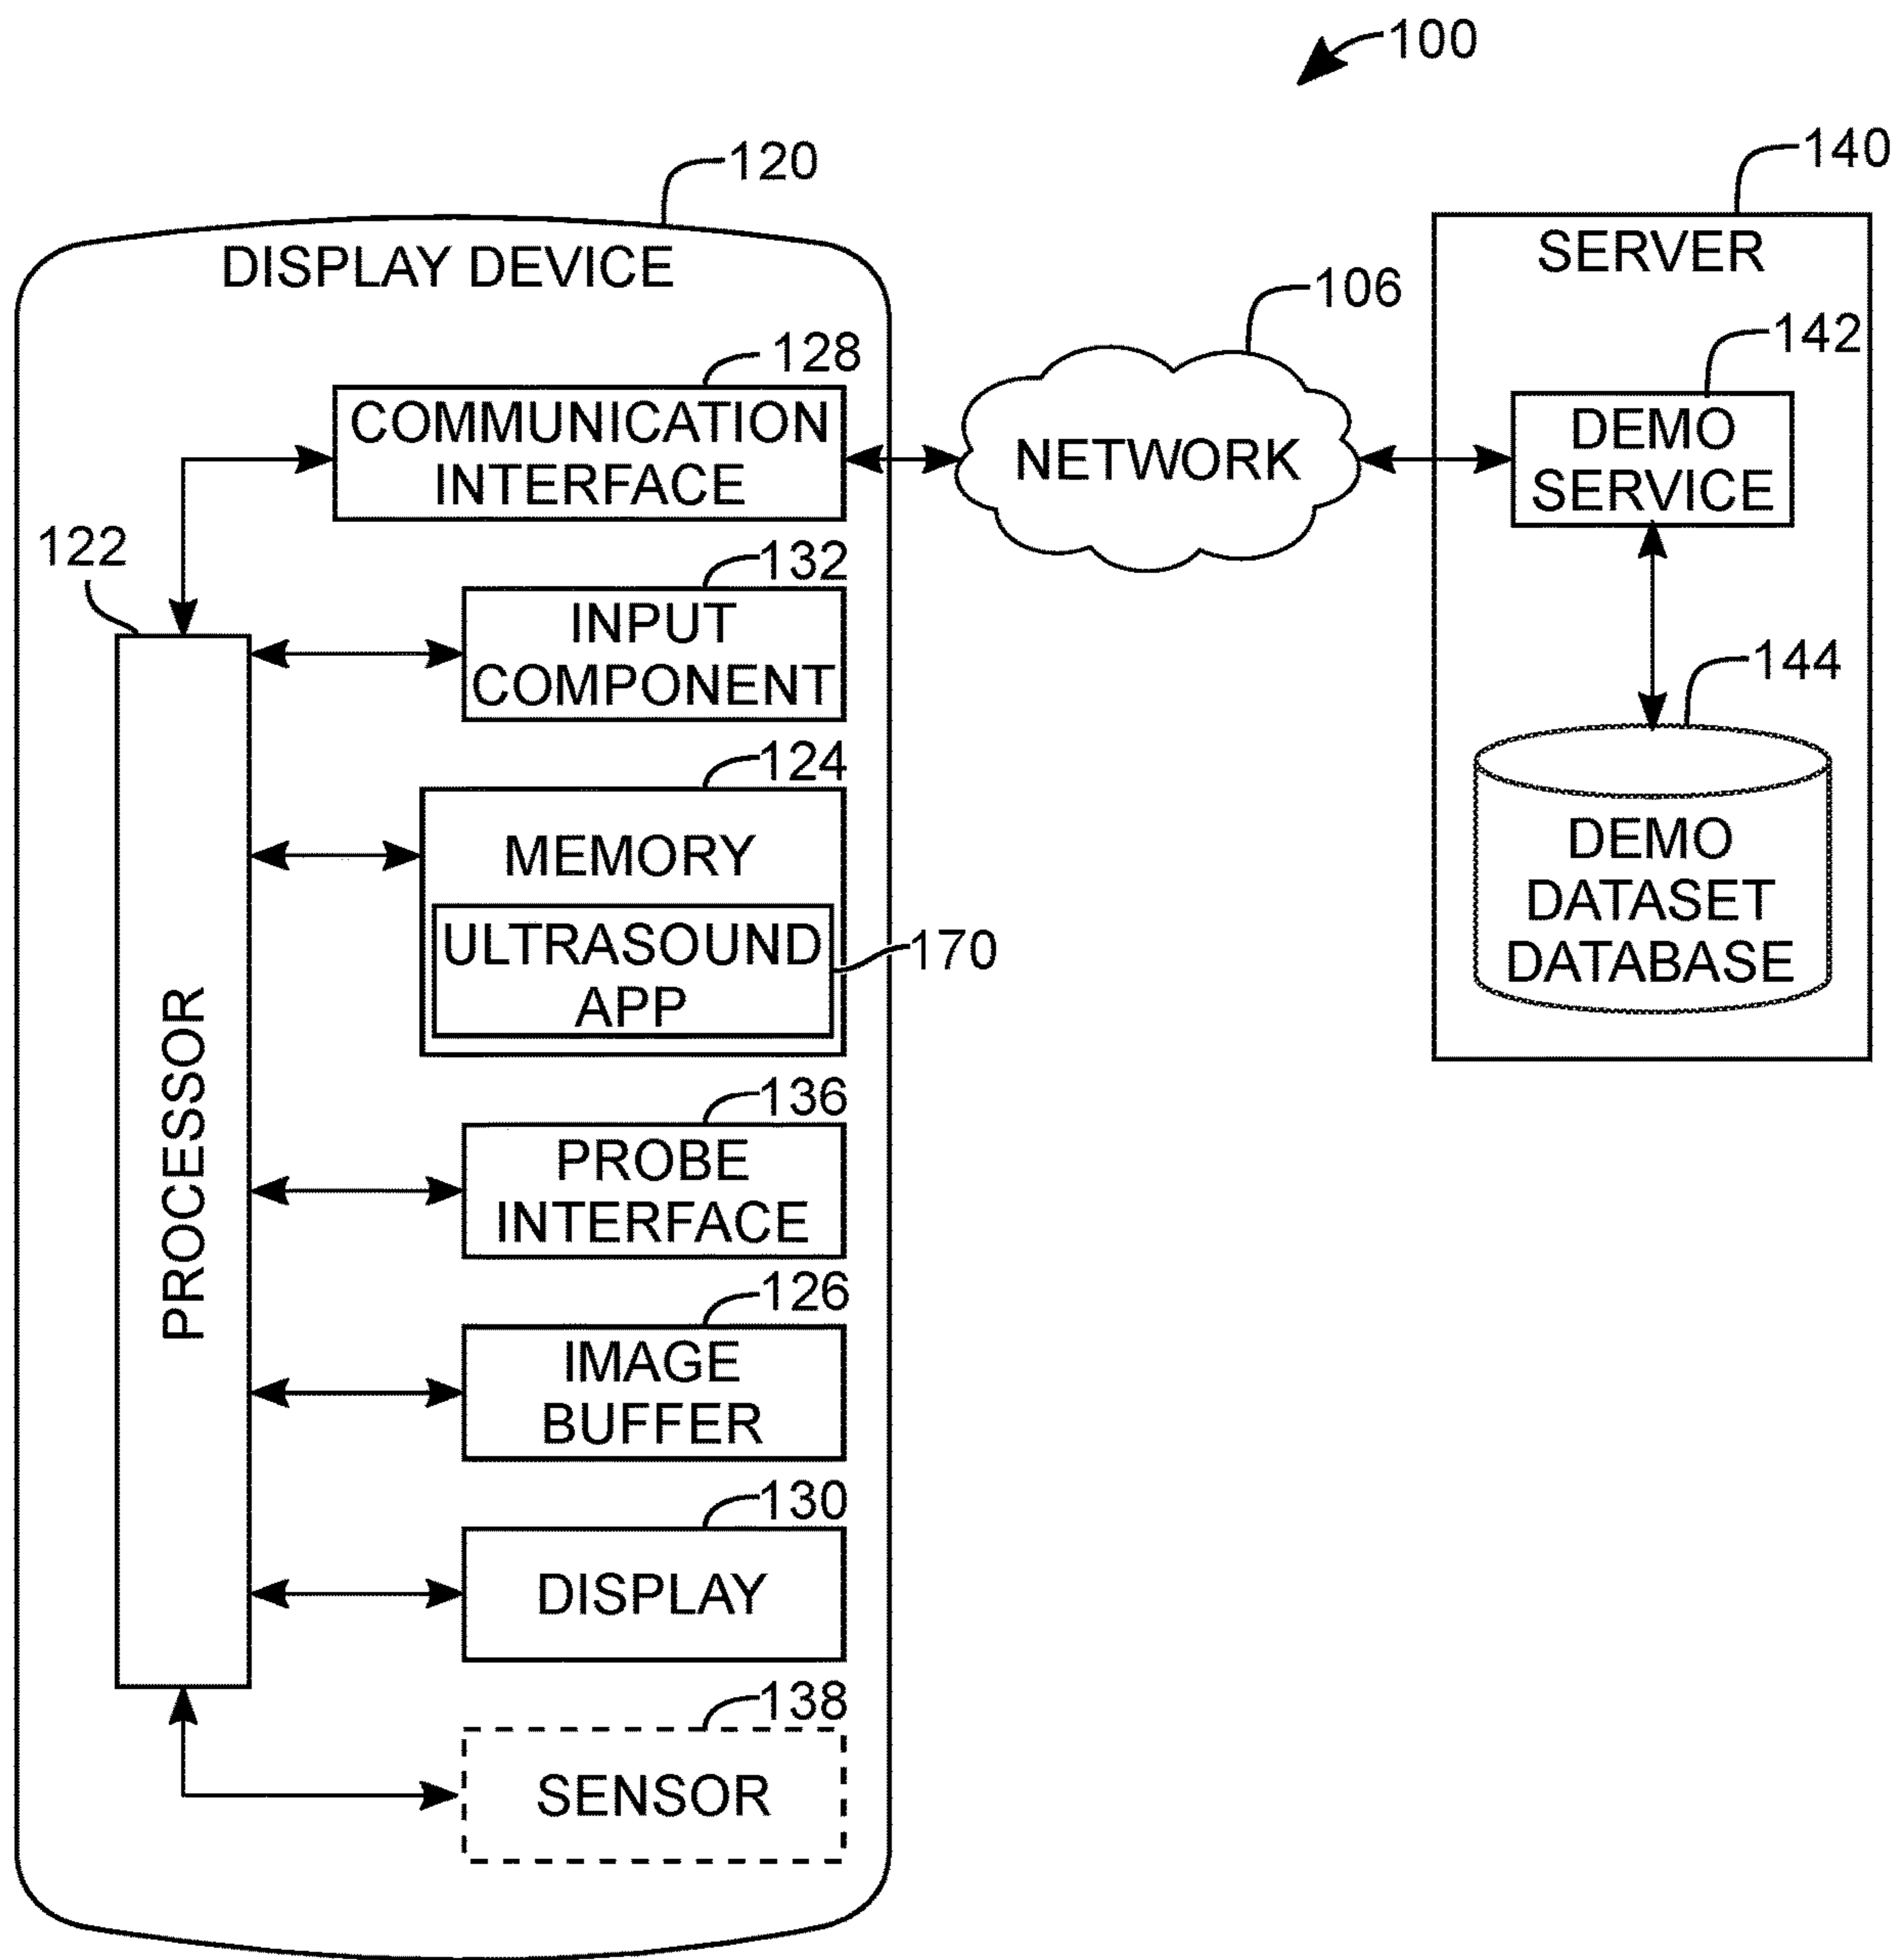 100
120
DISPLAY DEVICE
128
COMMUNICATION
INTERFACE
122
PROCESSOR
132
INPUT
COMPONENT
124
MEMORY
ULTRASOUND
APP
170
136
PROBE
INTERFACE
126
IMAGE
BUFFER
130
DISPLAY
138
SENSOR
106
NETWORK
140
SERVER
142
DEMO
SERVICE
144
DEMO
DATASET
DATABASE